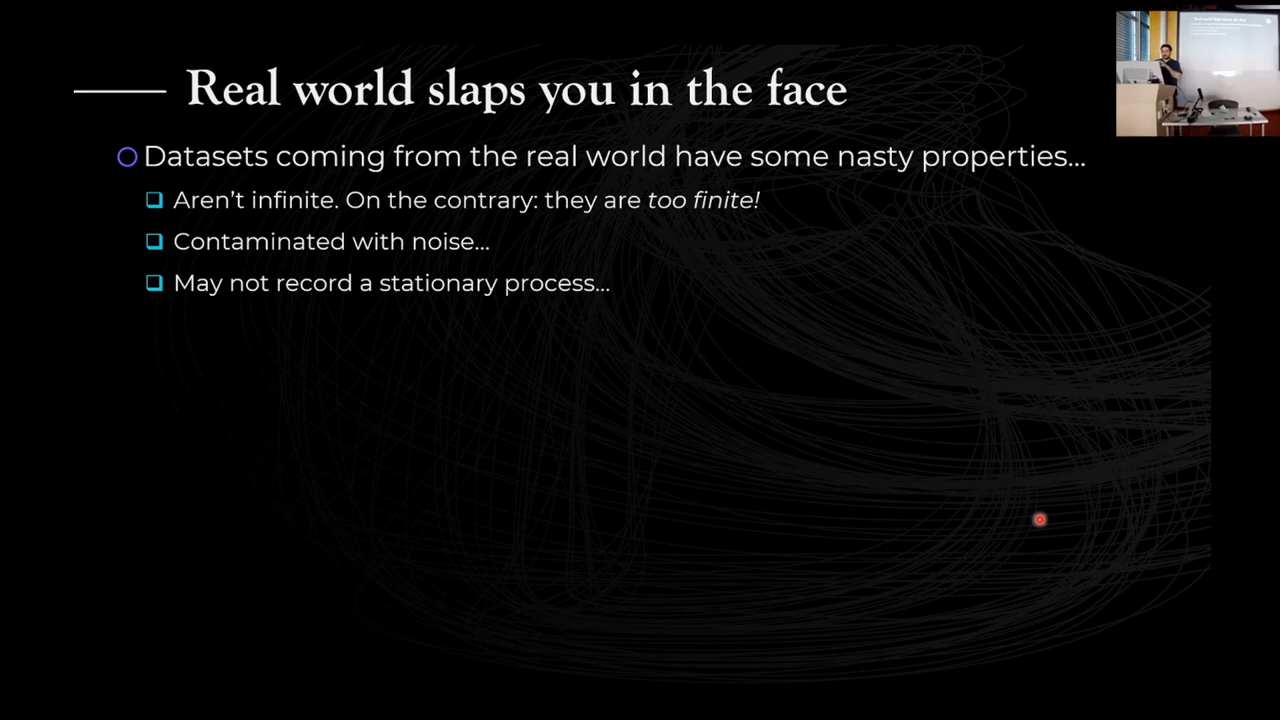 Real world slaps you in the face
Datasets coming from the real world have some nasty properties...
Aren't infinite. On the contrary: they are too finite!
Contaminated with noise...
May not record a stationary process...